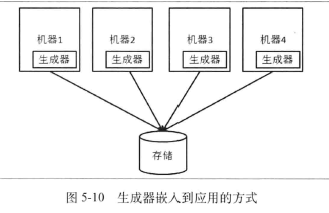 机器1
机器2
机器3
机器4
生成器
生成器
生成器
生成器
存储
图 5-10 生成器嵌入到应用的方式